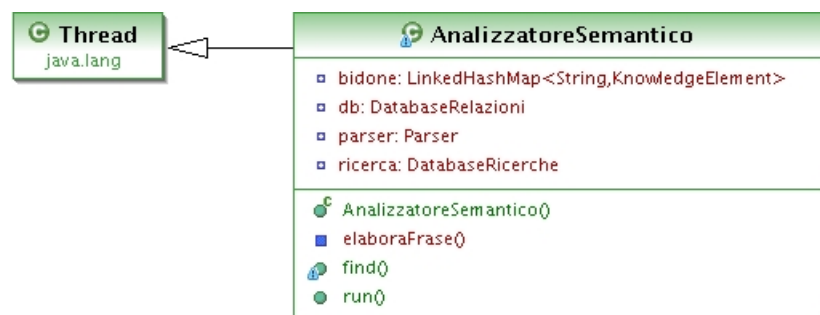 Thread
java.lang
AnalizzatoreSemantico
bidone: LinkedHashMap<String,KnowledgeElement>
db: DatabaseRelazioni
parser: Parser
ricerca: DatabaseRicerche
AnalizzatoreSemantico()
elaboraFrase()
find()
run()